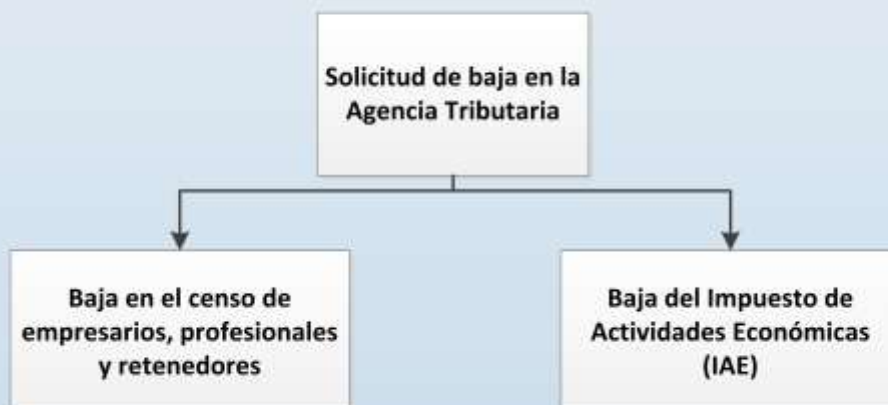 Solicitud de baja en la
Agencia Tributaria
Baja en el censo de
empresarios, profesionales
y retenedores
Baja del Impuesto de
Actividades Económicas
(IAE)